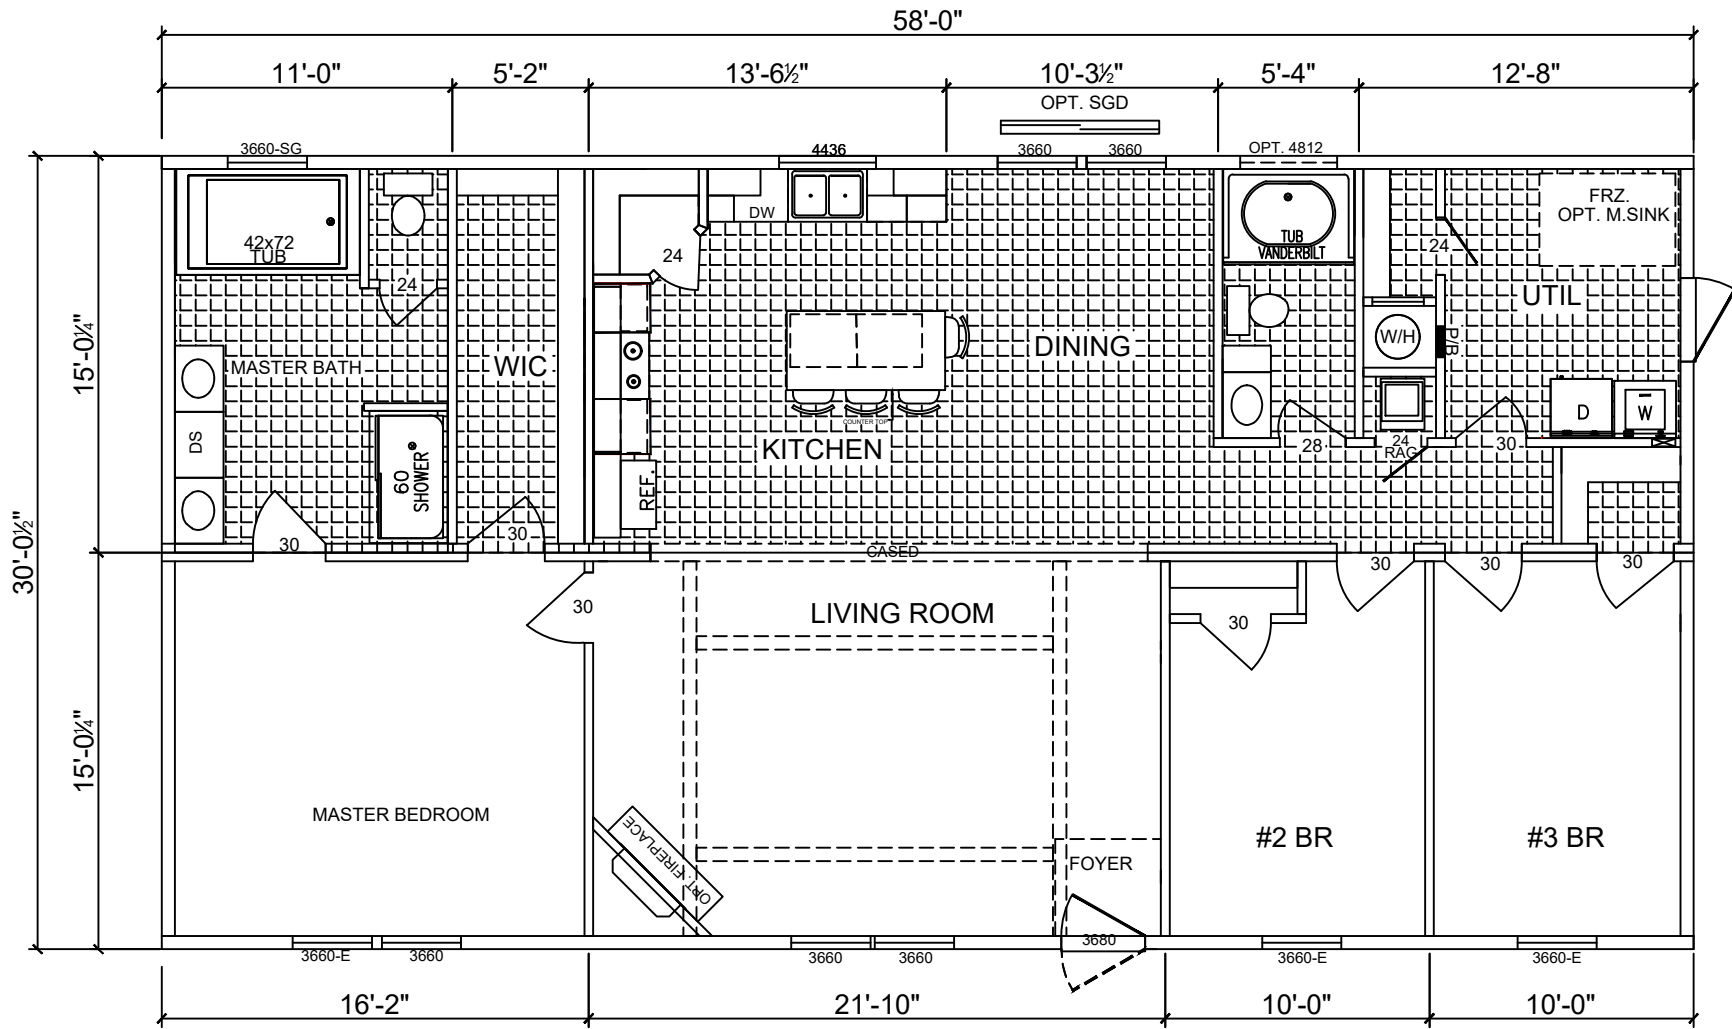 58'-0"
11'-0"
5'-2"
13'-6½"
10'-3½"
5'-4"
12'-8"
OPT. SGD
3660-SG
4436
3660
3660
OPT. 4812
30'-0½"
15'-0¼"
15'-0¼"
42x72
TUB
24
MASTER BATH
DS
60
SHOWER
30
WIC
30
24
DW
COUNTER TOP
KITCHEN
REF.
DINING
TUB
VANDERBILT
28
W/H
24
RAG
24
P/B
FRZ.
OPT. M.SINK
UTIL
D
W
30
CASED
30
LIVING ROOM
30
30
30
30
MASTER BEDROOM
OPT. FIREPLACE
FOYER
#2 BR
#3 BR
3680
3660-E
3660
3660
3660
3660-E
3660-E
16'-2"
21'-10"
10'-0"
10'-0"